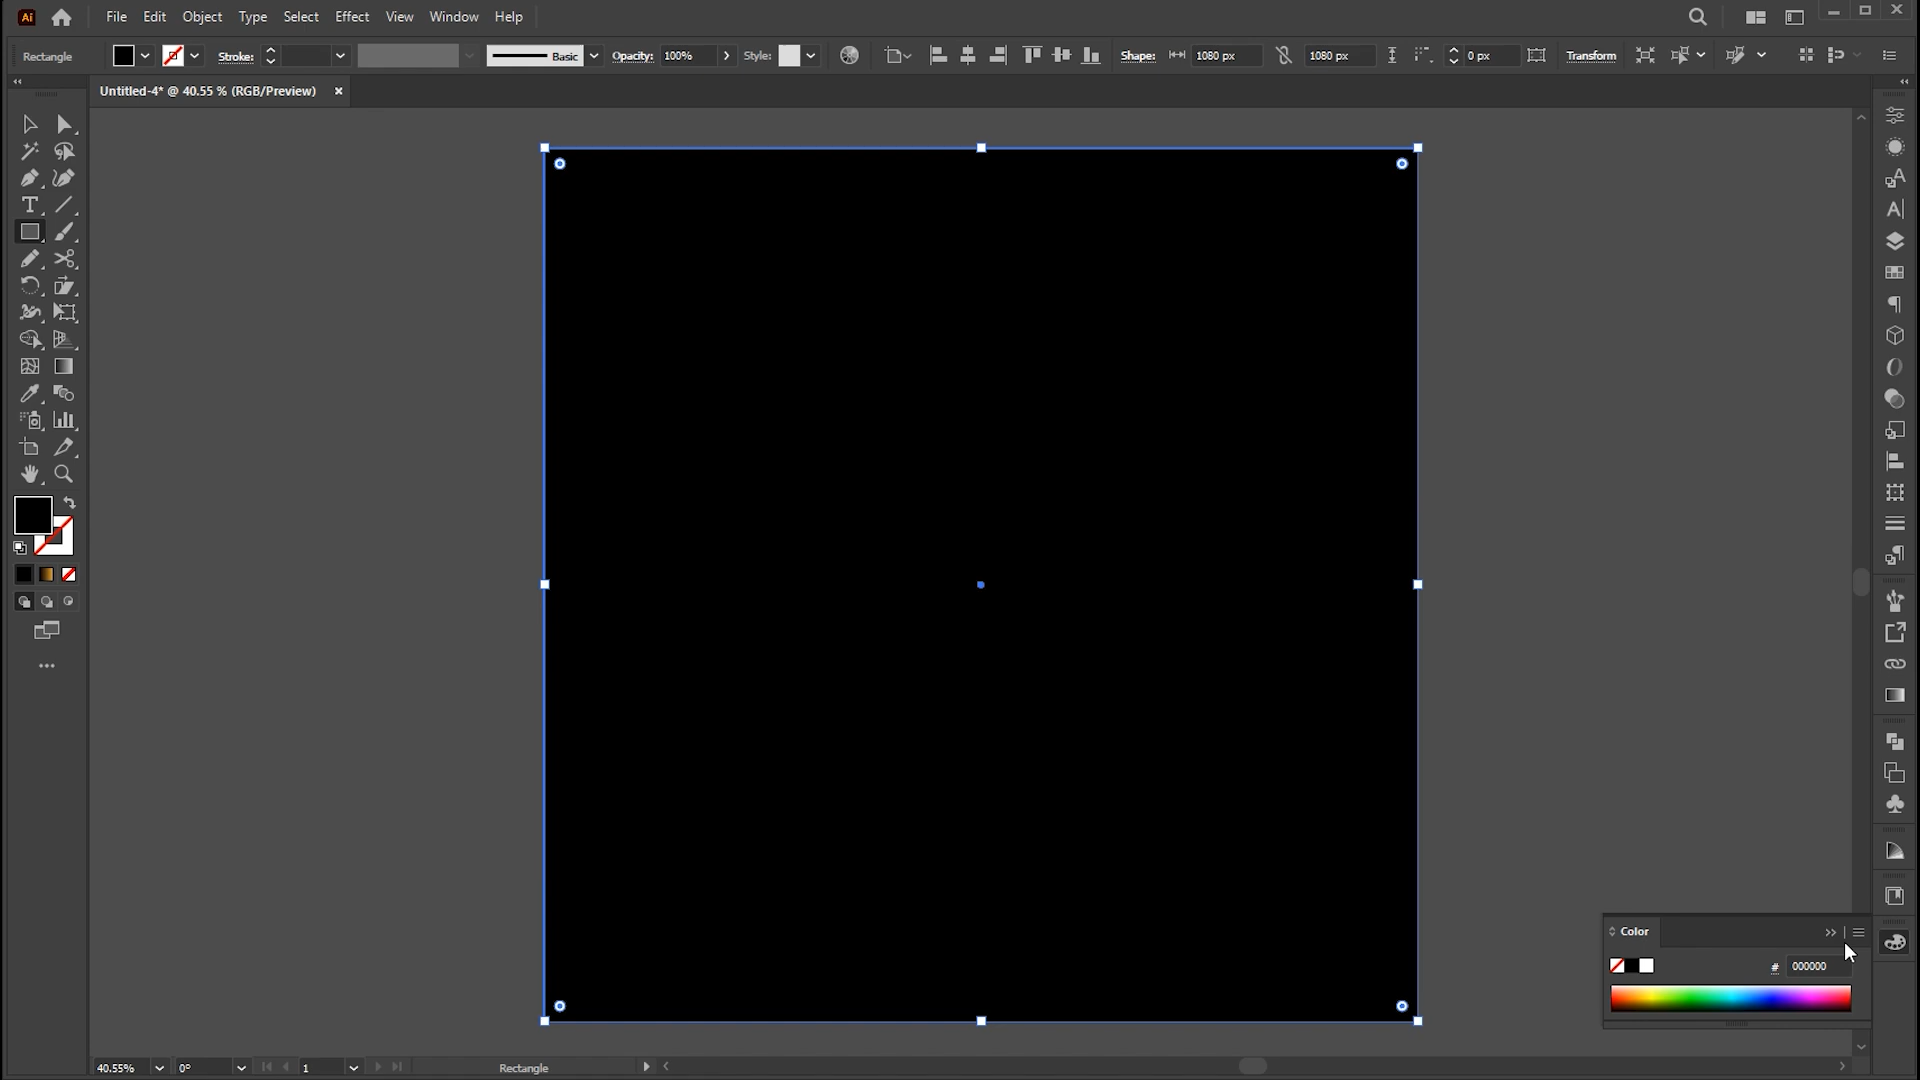 Ai File Edit Object Type Select Effect View Window Help
Rectangle Stroke: Basic Opacity: 100% Style: Shape: 1080 px 1080 px 0 px Transform
Untitled-4* @ 40.55 % (RGB/Preview)
Color
# 000000
40.55% 0° 1 Rectangle